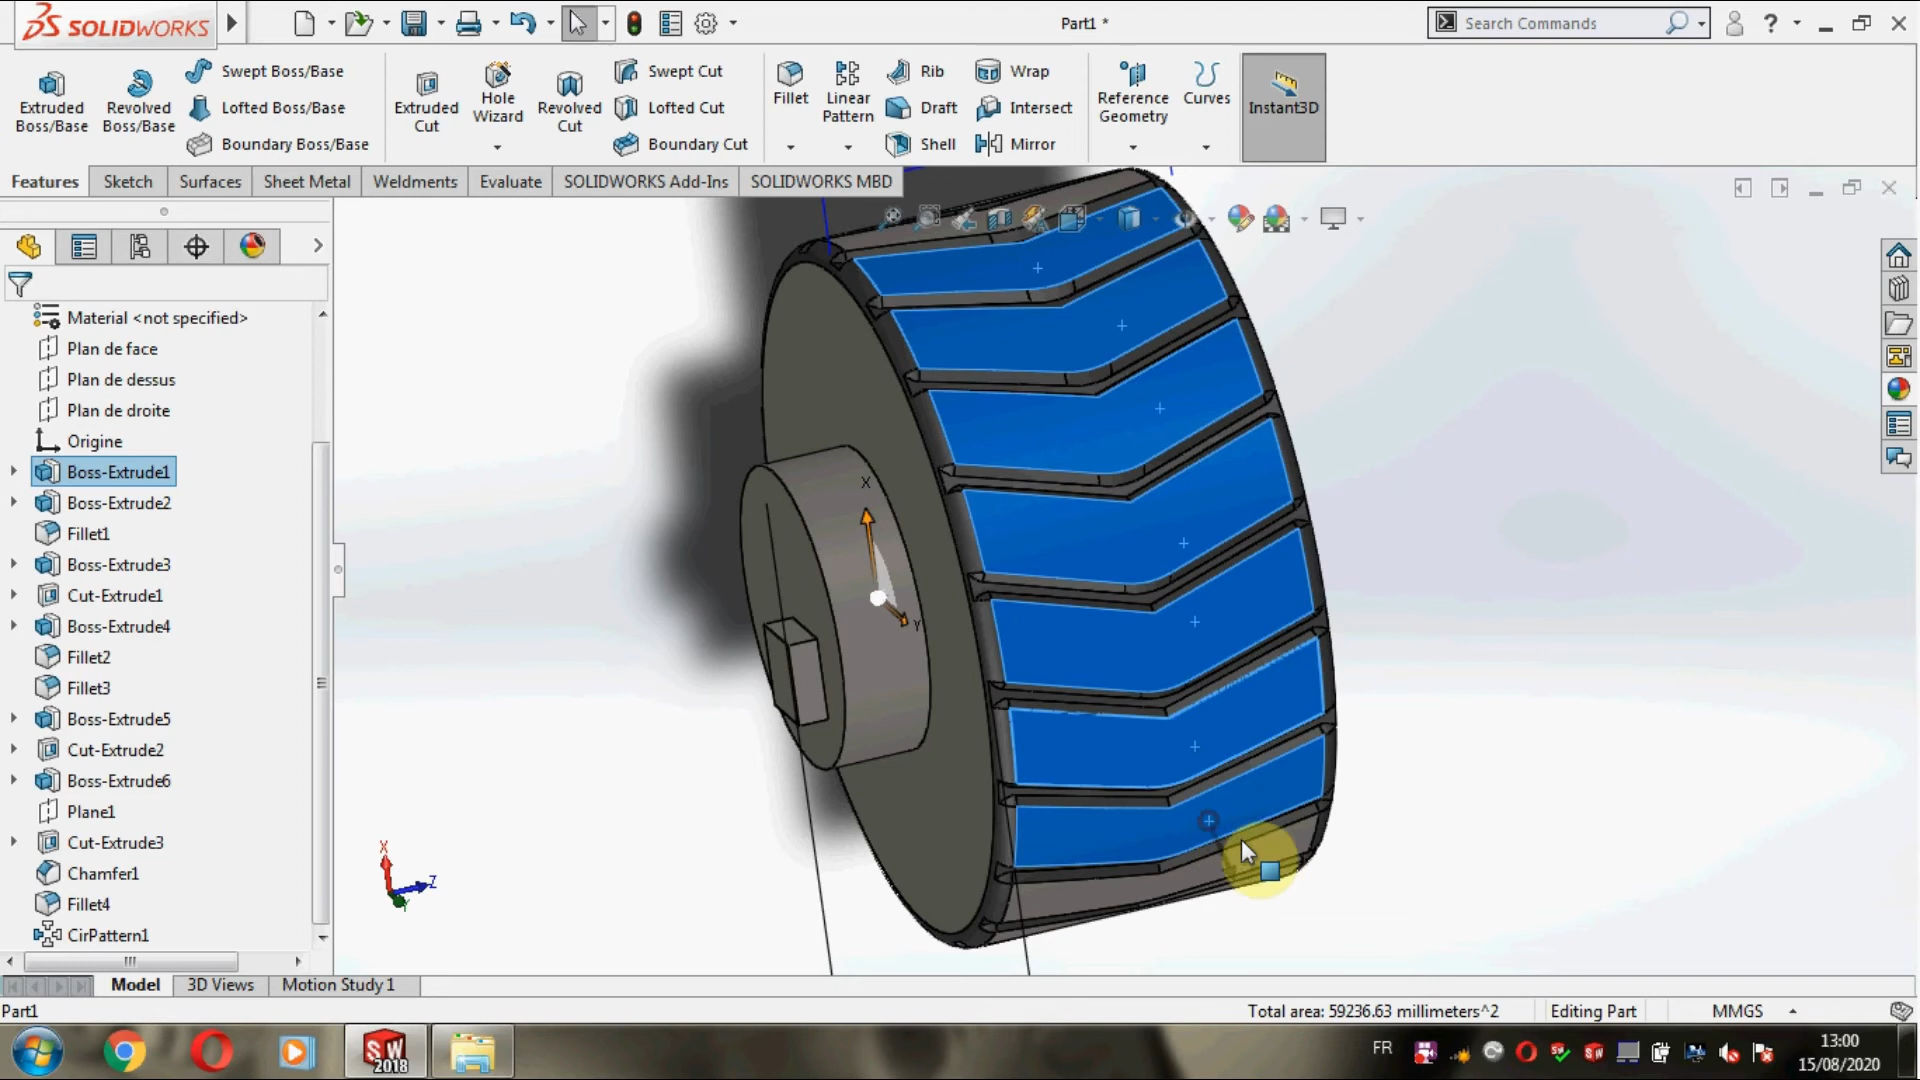 SOLIDWORKS
Part1 *
Search Commands
?
Extruded Boss/Base
Revolved Boss/Base
Swept Boss/Base
Lofted Boss/Base
Boundary Boss/Base
Extruded Cut
Hole Wizard
Revolved Cut
Swept Cut
Lofted Cut
Boundary Cut
Fillet
Linear Pattern
Rib
Draft
Shell
Wrap
Intersect
Mirror
Reference Geometry
Curves
Instant3D
Features
Sketch
Surfaces
Sheet Metal
Weldments
Evaluate
SOLIDWORKS Add-Ins
SOLIDWORKS MBD
Material <not specified>
Plan de face
Plan de dessus
Plan de droite
Origine
Boss-Extrude1
Boss-Extrude2
Fillet1
Boss-Extrude3
Cut-Extrude1
Boss-Extrude4
Fillet2
Fillet3
Boss-Extrude5
Cut-Extrude2
Boss-Extrude6
Plane1
Cut-Extrude3
Chamfer1
Fillet4
CirPattern1
X
Y
X
Z
Y
Model
3D Views
Motion Study 1
Part1
Total area: 59236.63 millimeters^2
Editing Part
MMGS
SW
2018
FR
13:00
15/08/2020